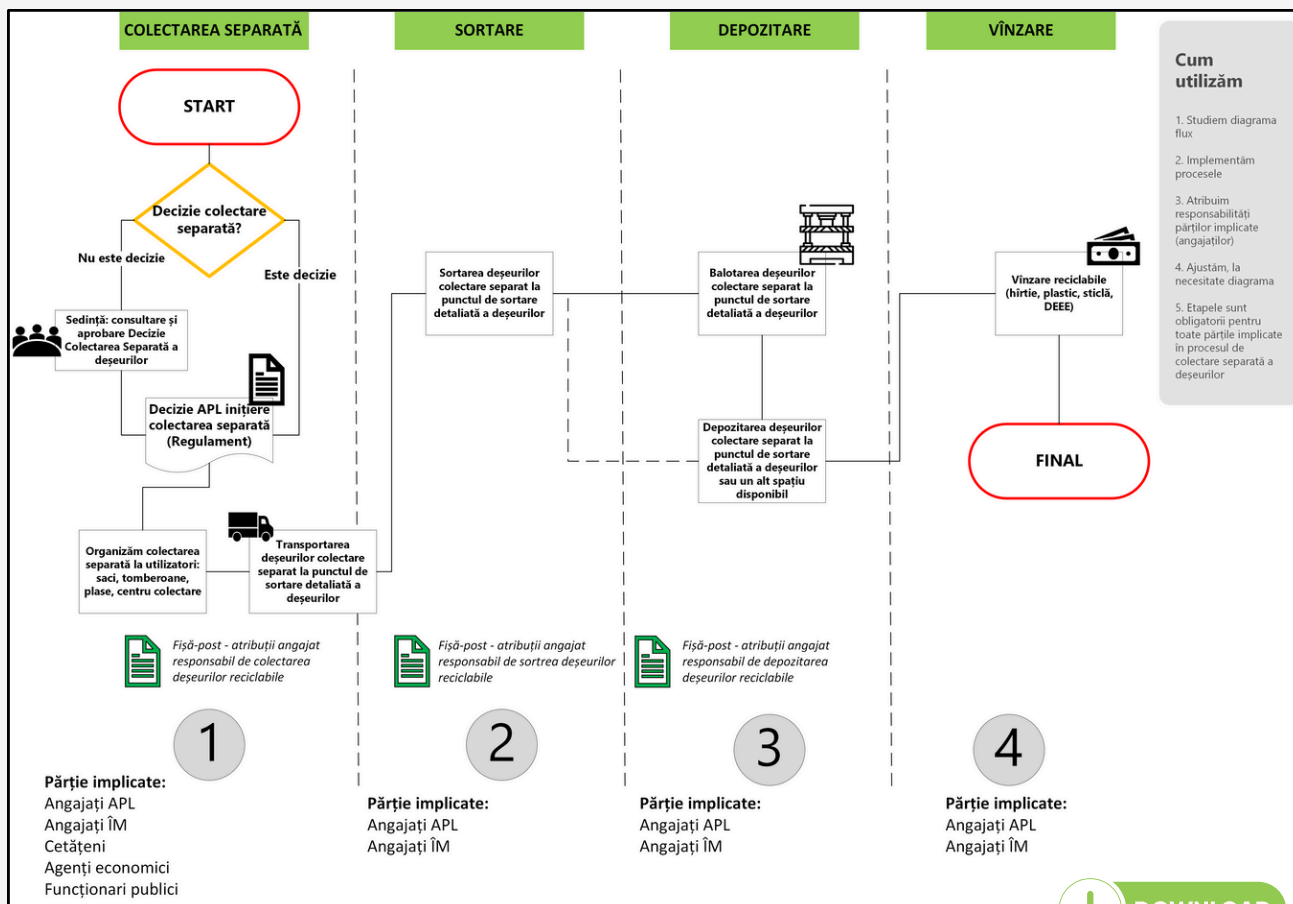 COLECTAREA SEPARATĂ
SORTARE
DEPOZITARE
VÎNZARE
START
Decizie colectare
separată?
Nu este decizie
Este decizie
Sedință: consultare și
aprobare Decizie
Colectarea Separată a
deșeurilor
Decizie APL inițiere
colectarea separată
(Regulament)
Organizăm colectarea
separată la utilizatori:
saci, tomberoane,
plase, centru colectare
Transportarea
deșeurilor colectare
separat la punctul de
sortare detaliată a
deșeurilor
Sortarea deșeurilor
colectare separat la
punctul de sortare
detaliată a deșeurilor
Balotarea deșeurilor
colectare separat la
punctul de sortare
detaliată a deșeurilor
Depozitarea deșeurilor
colectare separat la
punctul de sortare
detaliată a deșeurilor
sau un alt spațiu
disponibil
Vînzare reciclabile
(hîrtie, plastic, sticlă,
DEEE)
FINAL
Cum
utilizăm
1. Studiem diagrama
flux
2. Implementăm
procesele
3. Atribuim
responsabilități
părților implicate
(angajaților)
4. Ajustăm, la
necesitate diagrama
5. Etapele sunt
obligatorii pentru
toate părțile implicate
în procesul de
colectare separată a
deșeurilor
Fișă-post - atribuții angajat
responsabil de colectarea
deșeurilor reciclabile
Fișă-post - atribuții angajat
responsabil de sortrea deșeurilor
reciclabile
Fișă-post - atribuții angajat
responsabil de depozitarea
deșeurilor reciclabile
1
2
3
4
Părție implicate:
Angajați APL
Angajați ÎM
Cetățeni
Agenți economici
Funcționari publici
Părție implicate:
Angajați APL
Angajați ÎM
Părție implicate:
Angajați APL
Angajați ÎM
Părție implicate:
Angajați APL
Angajați ÎM
DOWNLOAD